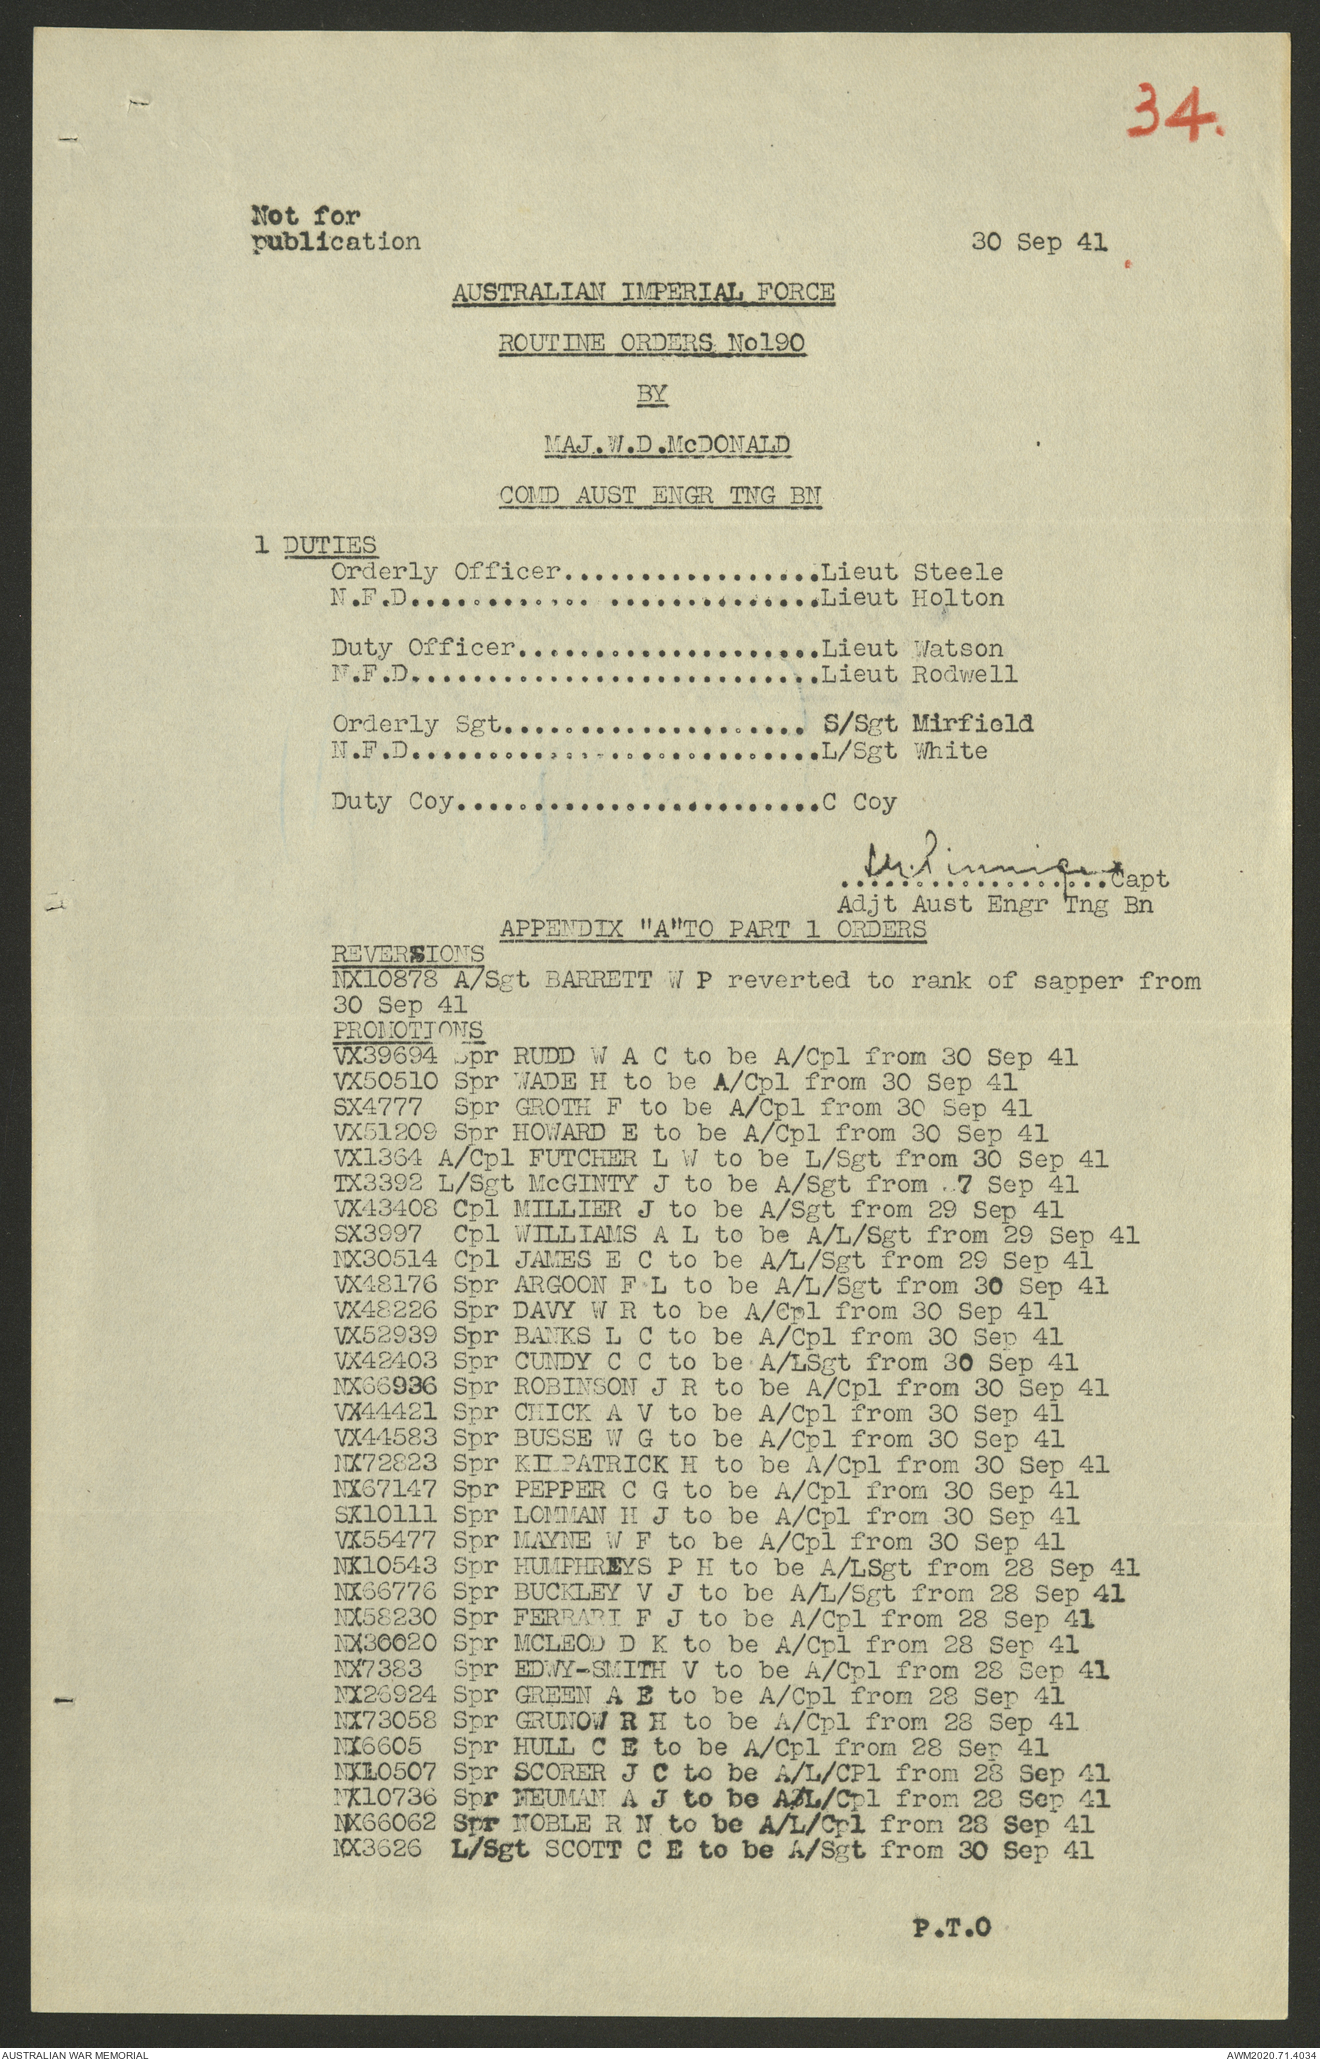 34.
Not for
publication
30 Sep 41
AUSTRALIAN IMPERIAL FORCE
ROUTINE ORDERS No190
BY
MAJ.W.D.McDONALD
COMD AUST ENGR TNG BN
1 DUTIES
Orderly Officer.................Lieut Steele
N.F.D........... ..............Lieut Holton
Duty Officer....................Lieut Watson
N.F.D...........................Lieut Rodwell
Orderly Sgt.................... S/Sgt Mirfield
N.F.D...........................L/Sgt White
Duty Coy........................C Coy
..................Capt
Adjt Aust Engr Tng Bn
APPENDIX "A"TO PART 1 ORDERS
REVERSIONS
NX10878 A/Sgt BARRETT W P reverted to rank of sapper from
30 Sep 41
PROMOTIONS
VX39694 Spr RUDD W A C to be A/Cpl from 30 Sep 41
VX50510 Spr WADE H to be A/Cpl from 30 Sep 41
SX4777 Spr GROTH F to be A/Cpl from 30 Sep 41
VX51209 Spr HOWARD E to be A/Cpl from 30 Sep 41
VX1364 A/Cpl FUTCHER L W to be L/Sgt from 30 Sep 41
TX3392 L/Sgt McGINTY J to be A/Sgt from 7 Sep 41
VX43408 Cpl MILLIER J to be A/Sgt from 29 Sep 41
SX3997 Cpl WILLIAMS A L to be A/L/Sgt from 29 Sep 41
NX30514 Cpl JAMES E C to be A/L/Sgt from 29 Sep 41
VX48176 Spr ARGOON F L to be A/L/Sgt from 30 Sep 41
VX48226 Spr DAVY W R to be A/Cpl from 30 Sep 41
VX52939 Spr BANKS L C to be A/Cpl from 30 Sep 41
VX42403 Spr CUNDY C C to be A/LSgt from 30 Sep 41
NX66936 Spr ROBINSON J R to be A/Cpl from 30 Sep 41
VX44421 Spr CHICK A V to be A/Cpl from 30 Sep 41
VX44583 Spr BUSSE W G to be A/Cpl from 30 Sep 41
NX72823 Spr KILPATRICK H to be A/Cpl from 30 Sep 41
NX67147 Spr PEPPER C G to be A/Cpl from 30 Sep 41
SX10111 Spr LOMMAN H J to be A/Cpl from 30 Sep 41
VX55477 Spr MAYNE W F to be A/Cpl from 30 Sep 41
NX10543 Spr HUMPHREYS P H to be A/LSgt from 28 Sep 41
NX66776 Spr BUCKLEY V J to be A/L/Sgt from 28 Sep 41
NX58230 Spr FERRARI F J to be A/Cpl from 28 Sep 41
NX30020 Spr MCLEOD D K to be A/Cpl from 28 Sep 41
NX7383 Spr EDWY-SMITH V to be A/Cpl from 28 Sep 41
NX26924 Spr GREEN A E to be A/Cpl from 28 Sep 41
NX73058 Spr GRUNOW R H to be A/Cpl from 28 Sep 41
NX6605 Spr HULL C E to be A/Cpl from 28 Sep 41
NX10507 Spr SCORER J C to be A/L/CPl from 28 Sep 41
NX10736 Spr NEUMAN A J to be A/L/Cpl from 28 Sep 41
NX66062 Spr NOBLE R N to be A/L/Cpl from 28 Sep 41
NX3626 L/Sgt SCOTT C E to be A/Sgt from 30 Sep 41
P.T.O
AUSTRALIAN WAR MEMORIAL
AWM2020.71.4034